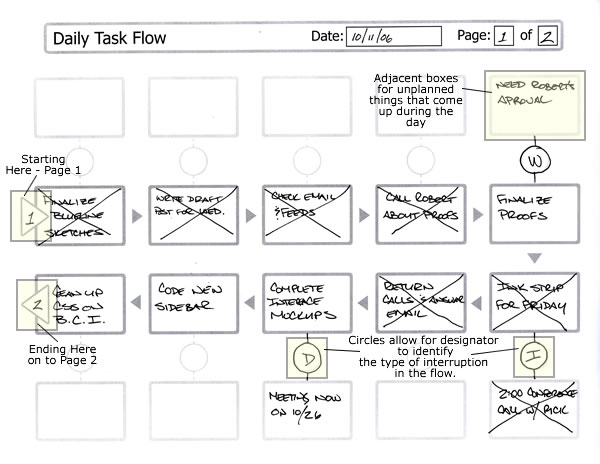 Daily Task Flow
Date: 10/11/06
Page: 1 of 2
Adjacent boxes
for unplanned
things that come
up during the
day
NEED ROBERT'S
APROVAL
W
Starting
Here - Page 1
1
FINALIZE
BLUELINE
SKETCHES
WRITE DRAFT
POST FOR WED.
CHECK EMAIL
& FEEDS
CALL ROBERT
ABOUT PROOFS
FINALIZE
PROOFS
2
CLEAN UP
CSS ON
B.C.I.
CODE NEW
SIDEBAR
COMPLETE
INTERFACE
MOCKUPS
RETURN
CALLS & ANSWER
EMAIL
INK STRIP
FOR FRIDAY
Ending Here
on to Page 2
D
Circles allow for designator
to identify
the type of interruption
in the flow.
I
MEETING NOW
ON 10/26
2:00 CONFERENCE
CALL W/ RICK